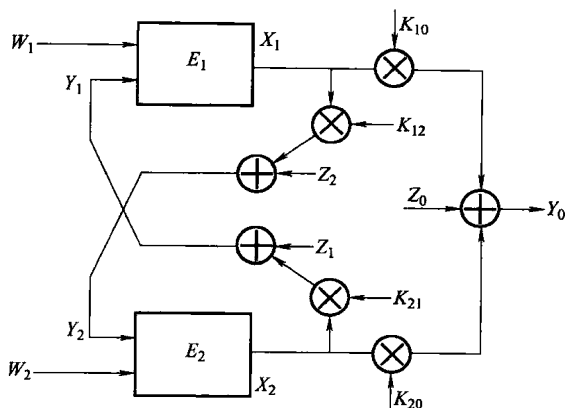 K₁₀
W₁
X₁
E₁
Y₁
K₁₂
Z₂
Z₀
Y₀
Z₁
K₂₁
Y₂
E₂
W₂
X₂
K₂₀